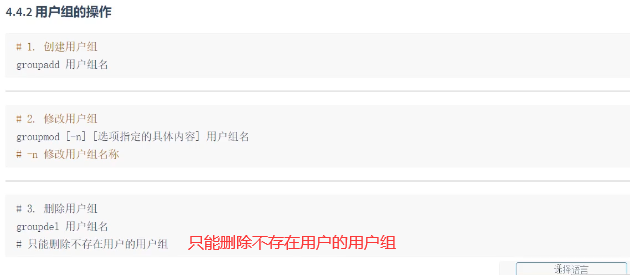 4.4.2 用户组的操作
# 1. 创建用户组
groupadd 用户组名
# 2. 修改用户组
groupmod [-n] [选项指定的具体内容] 用户组名
# -n 修改用户组名称
# 3. 删除用户组
groupdel 用户组名
# 只能删除不存在用户的用户组 只能删除不存在用户的用户组
选择语言